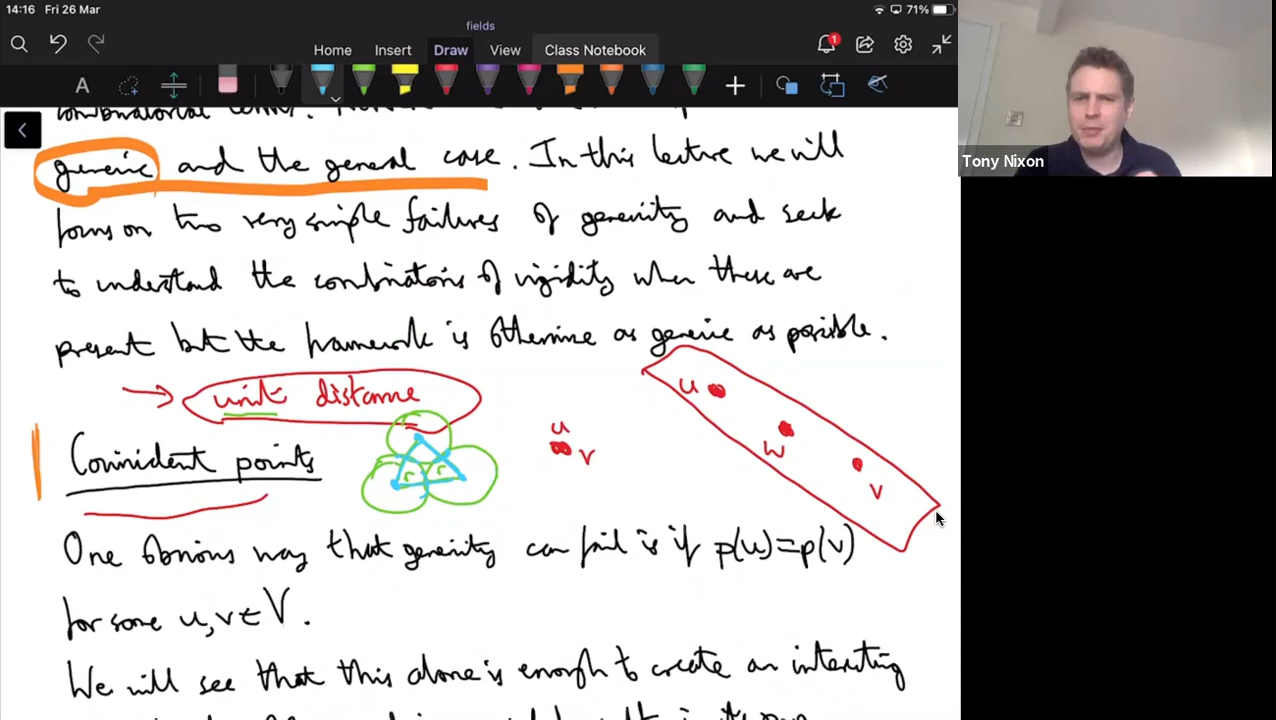 14:16 Fri 26 Mar
71%
fields
Home Insert Draw View Class Notebook
1
A
combinatorial
generic and the general case. In this lecture we will
focus on two very simple failures of genericity and seek
to understand the combinatorics of rigidity when these are
present but the framework is otherwise as generic as possible.
unit distance
u
v
u
w
v
r r
Coincident points
One obvious way that genericity can fail is if p(u)=p(v)
for some u,v∈V.
We will see that this alone is enough to create an interesting
Tony Nixon